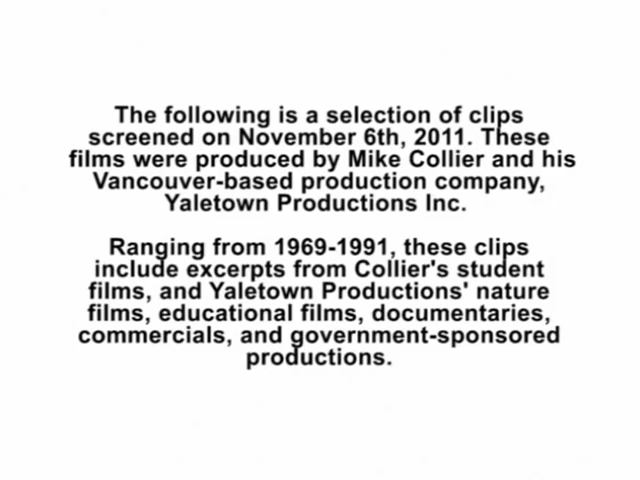 The following is a selection of clips
screened on November 6th, 2011. These
films were produced by Mike Collier and his
Vancouver-based production company,
Yaletown Productions Inc.
Ranging from 1969-1991, these clips
include excerpts from Collier's student
films, and Yaletown Productions' nature
films, educational films, documentaries,
commercials, and government-sponsored
productions.